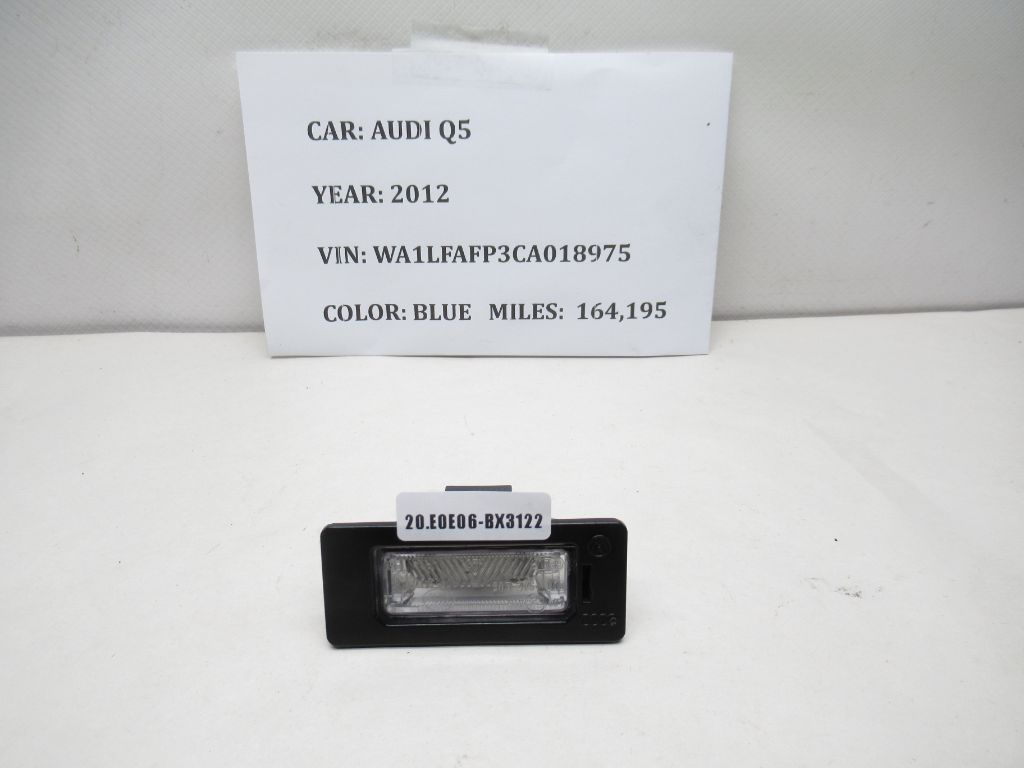 CAR: AUDI Q5
YEAR: 2012
VIN: WA1LFAFP3CA018975
COLOR: BLUE MILES: 164,195
20.E0E06-BX3122